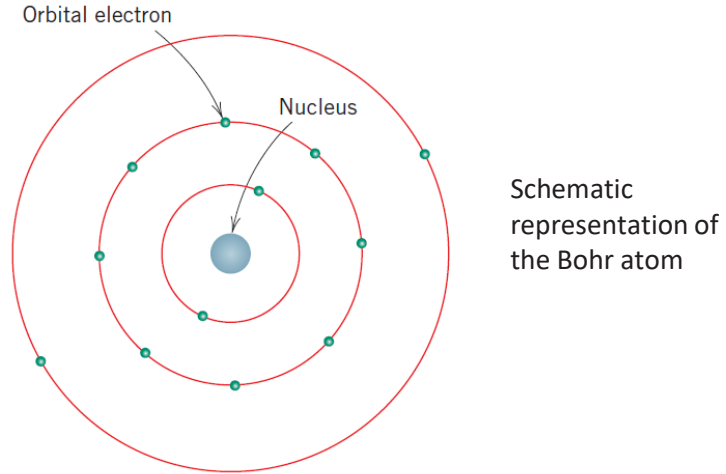 Orbital electron
Nucleus
Schematic
representation of
the Bohr atom